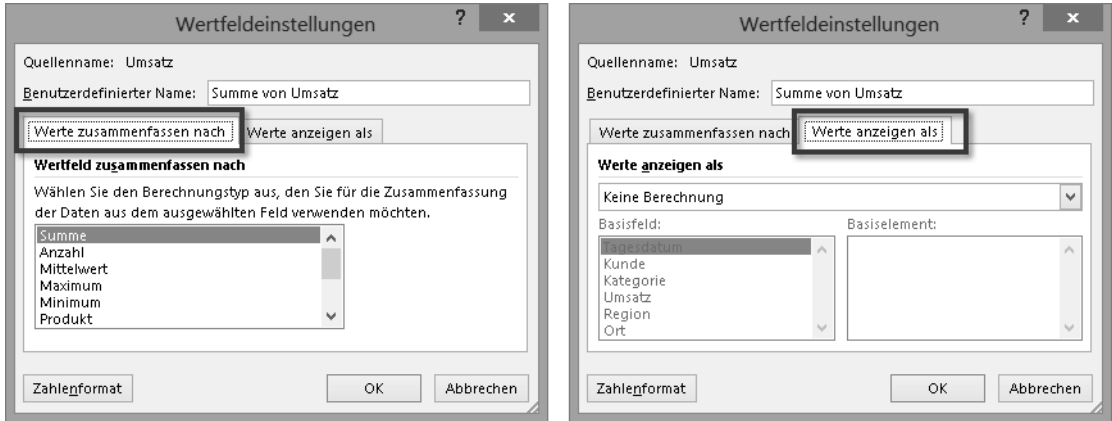 Wertfeldeinstellungen ? x
Quellenname: Umsatz
Benutzerdefinierter Name: Summe von Umsatz
Werte zusammenfassen nach Werte anzeigen als
Wertfeld zusammenfassen nach
Wählen Sie den Berechnungstyp aus, den Sie für die Zusammenfassung
der Daten aus dem ausgewählten Feld verwenden möchten.
Summe
Anzahl
Mittelwert
Maximum
Minimum
Produkt
Zahlenformat OK Abbrechen
Wertfeldeinstellungen ? x
Quellenname: Umsatz
Benutzerdefinierter Name: Summe von Umsatz
Werte zusammenfassen nach Werte anzeigen als
Werte anzeigen als
Keine Berechnung
Basisfeld: Basiselement:
Tagesdatum
Kunde
Kategorie
Umsatz
Region
Ort
Zahlenformat OK Abbrechen